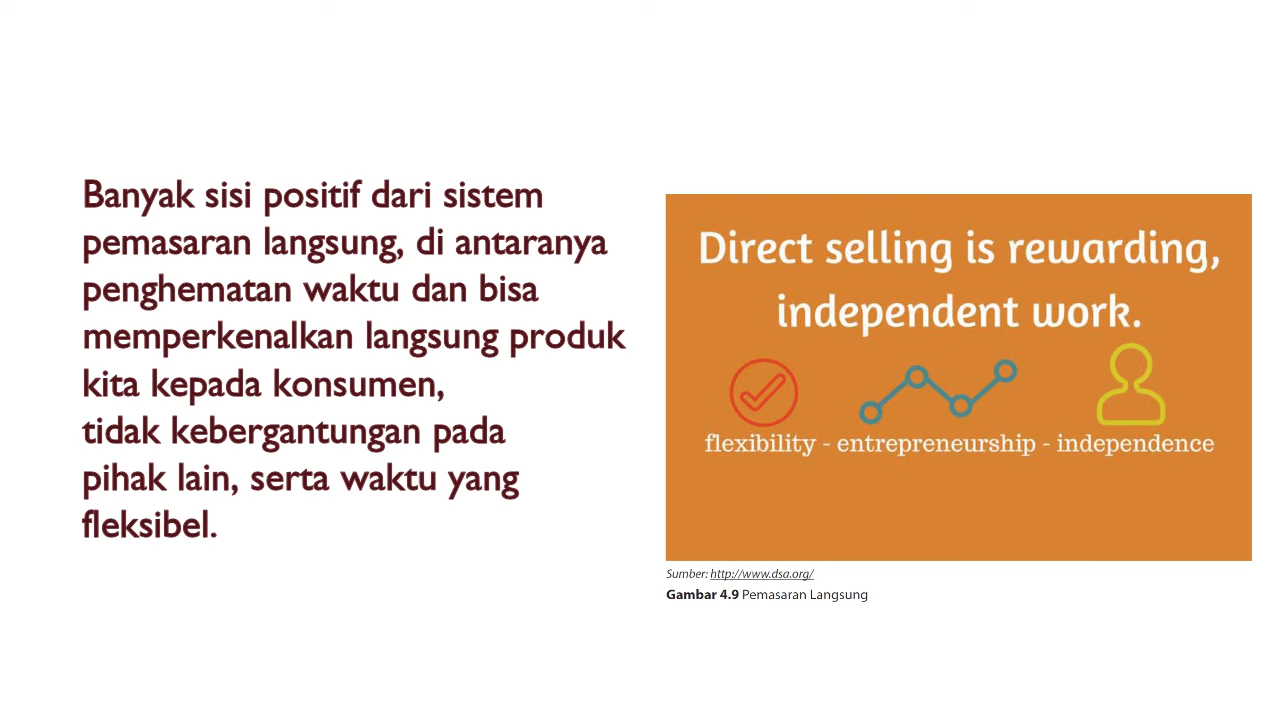 Banyak sisi positif dari sistem
pemasaran langsung, di antaranya
penghematan waktu dan bisa
memperkenalkan langsung produk
kita kepada konsumen,
tidak kebergantungan pada
pihak lain, serta waktu yang
fleksibel.
Direct selling is rewarding,
independent work.
flexibility - entrepreneurship - independence
Sumber: http://www.dsa.org/
Gambar 4.9 Pemasaran Langsung